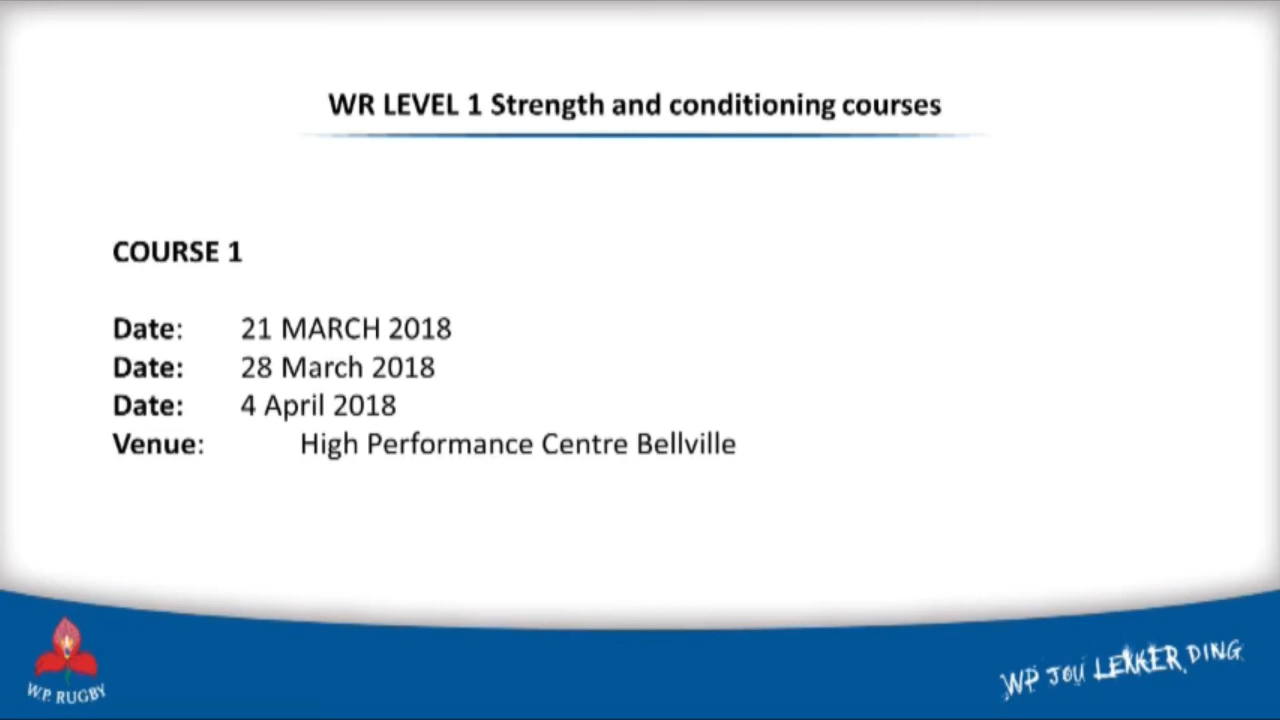 WR LEVEL 1 Strength and conditioning courses
COURSE 1
Date: 21 MARCH 2018
Date: 28 March 2018
Date: 4 April 2018
Venue: High Performance Centre Bellville
W.P. RUGBY
WP JOU LEKKER DING